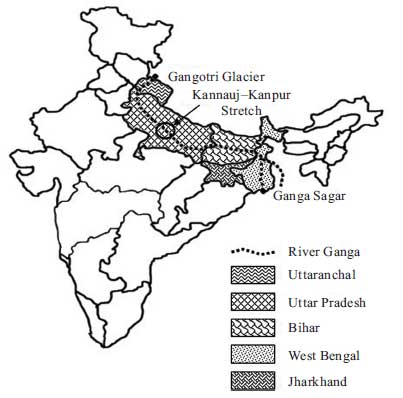 Gangotri Glacier
Kannauj–Kanpur
Stretch
Ganga Sagar
River Ganga
Uttaranchal
Uttar Pradesh
Bihar
West Bengal
Jharkhand